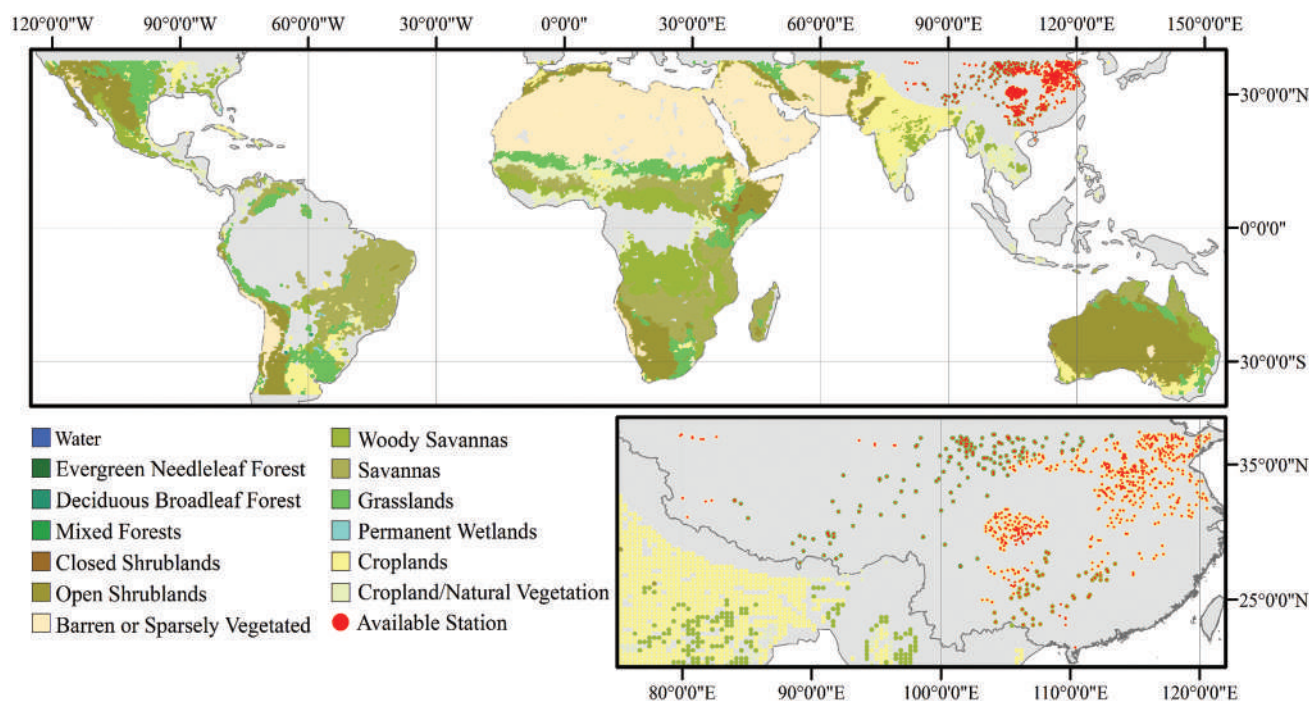 120°0'0"W 90°0'0"W 60°0'0"W 30°0'0"W 0°0'0" 30°0'0"E 60°0'0"E 90°0'0"E 120°0'0"E 150°0'0"E
30°0'0"N
0°0'0"
30°0'0"S
Water
Evergreen Needleleaf Forest
Deciduous Broadleaf Forest
Mixed Forests
Closed Shrublands
Open Shrublands
Barren or Sparsely Vegetated
Woody Savannas
Savannas
Grasslands
Permanent Wetlands
Croplands
Cropland/Natural Vegetation
Available Station
35°0'0"N
25°0'0"N
80°0'0"E 90°0'0"E 100°0'0"E 110°0'0"E 120°0'0"E